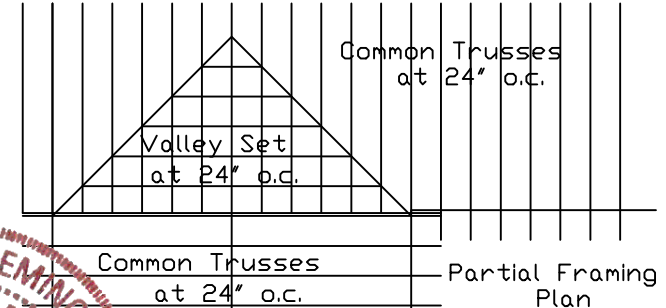 Common Trusses
at 24" o.c.
Valley Set
at 24" o.c.
Common Trusses
at 24" o.c.
Partial Framing
Plan